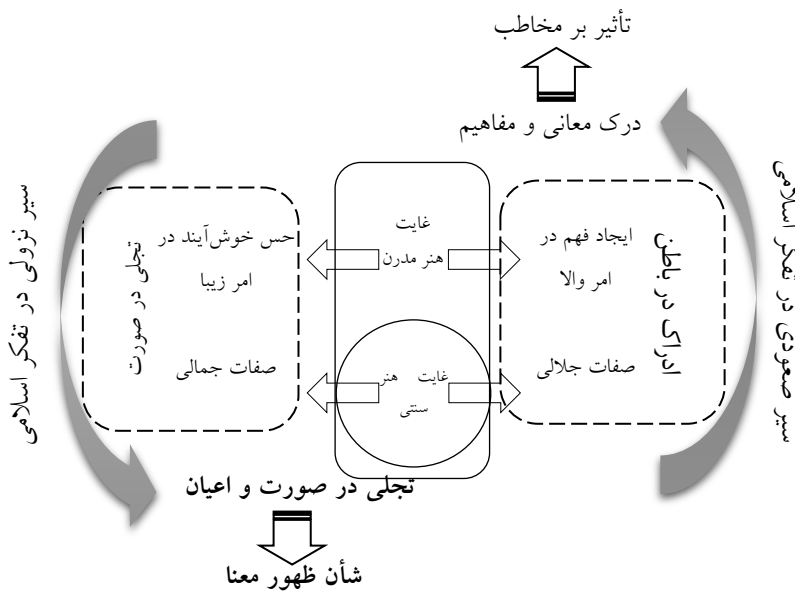 تأثیر بر مخاطب
درک معانی و مفاهیم
سیر صعودی در تفکر اسلامی
ادراک در باطن
ایجاد فهم در
امر والا
صفات جلالی
غایت
هنر مدرن
غایت هنر
سنتی
حس خوش‌آیند در
امر زیبا
صفات جمالی
تجلی در صورت
سیر نزولی در تفکر اسلامی
تجلی در صورت و اعیان
شأن ظهور معنا